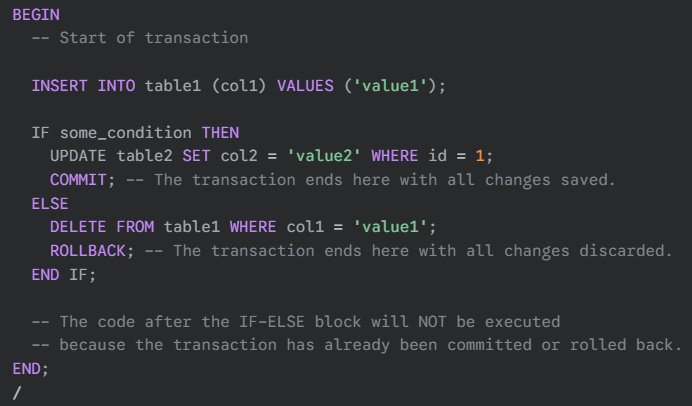 BEGIN
-- Start of transaction
INSERT INTO table1 (col1) VALUES ('value1');
IF some_condition THEN
UPDATE table2 SET col2 = 'value2' WHERE id = 1;
COMMIT; -- The transaction ends here with all changes saved.
ELSE
DELETE FROM table1 WHERE col1 = 'value1';
ROLLBACK; -- The transaction ends here with all changes discarded.
END IF;
-- The code after the IF-ELSE block will NOT be executed
-- because the transaction has already been committed or rolled back.
END;
/